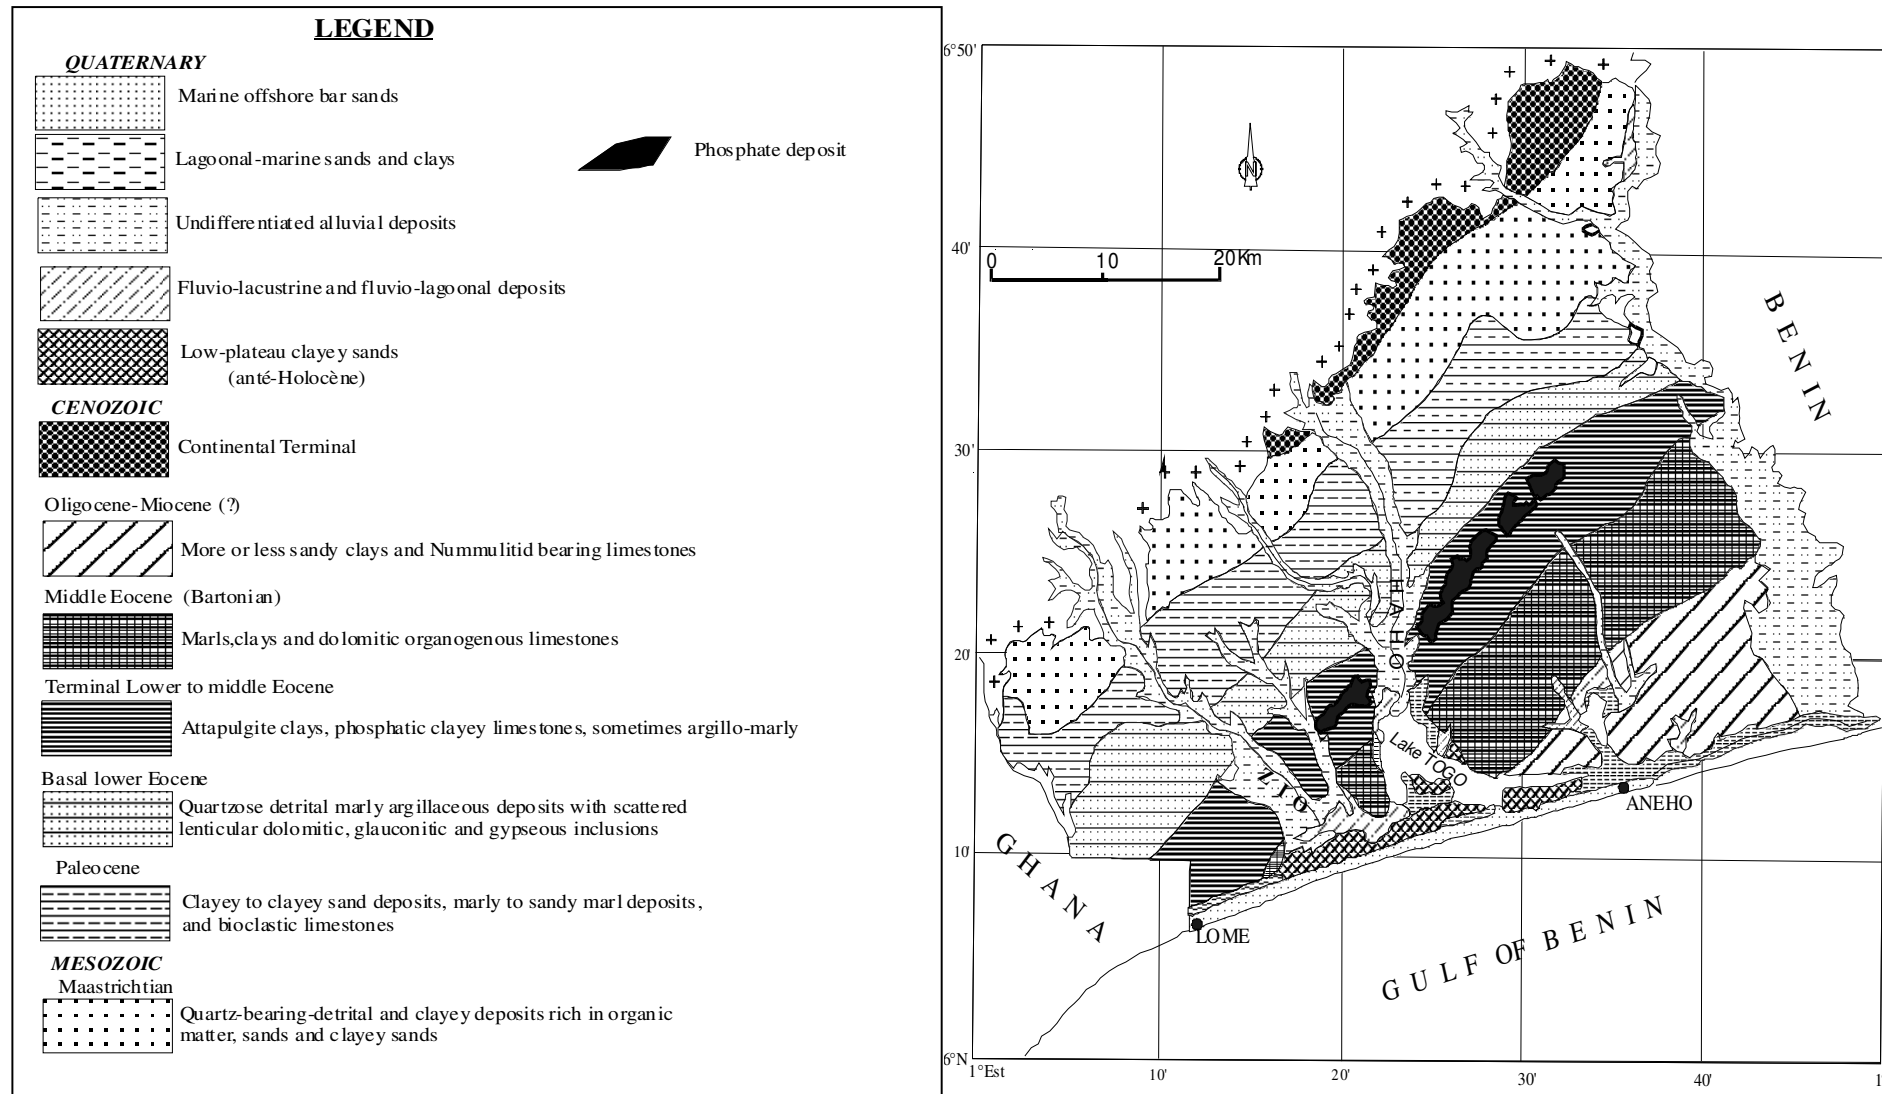 LEGEND
QUATERNARY
Marine offshore bar sands
Lagoonal-marine sands and clays
Phosphate deposit
Undifferentiated alluvial deposits
Fluvio-lacustrine and fluvio-lagoonal deposits
Low-plateau clayey sands
(anté-Holocène)
CENOZOIC
Continental Terminal
Oligocene-Miocene (?)
More or less sandy clays and Nummulitid bearing limestones
Middle Eocene (Bartonian)
Marls,clays and dolomitic organogenous limestones
Terminal Lower to middle Eocene
Attapulgite clays, phosphatic clayey limestones, sometimes argillo-marly
Basal lower Eocene
Quartzose detrital marly argillaceous deposits with scattered
lenticular dolomitic, glauconitic and gypseous inclusions
Paleocene
Clayey to clayey sand deposits, marly to sandy marl deposits,
and bioclastic limestones
MESOZOIC
Maastrichtian
Quartz-bearing-detrital and clayey deposits rich in organic
matter, sands and clayey sands
6°50'
N
40'
0 10 20Km
BENIN
30'
HAHO
20'
Lake TOGO
ZIO
ANEHO
10'
GHANA
LOME
GULF OF BENIN
6°N
1°Est
10'
20'
30'
40'
1